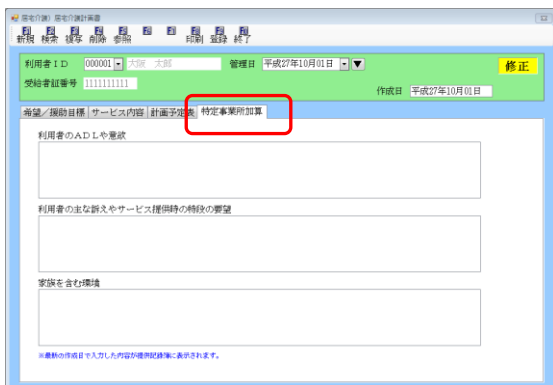 居宅介護）居宅介護計画書
新規 検索 複写 削除 参照 印刷 登録 終了
利用者ＩＤ 000001 大阪 太郎 管理日 平成27年10月01日 修正
受給者証番号 1111111111 作成日 平成27年10月01日
希望／援助目標 サービス内容 計画予定表 特定事業所加算
利用者のＡＤＬや意欲
利用者の主な訴えやサービス提供時の特段の要望
家族を含む環境
※最新の作成日で入力した内容が提供記録簿に表示されます。